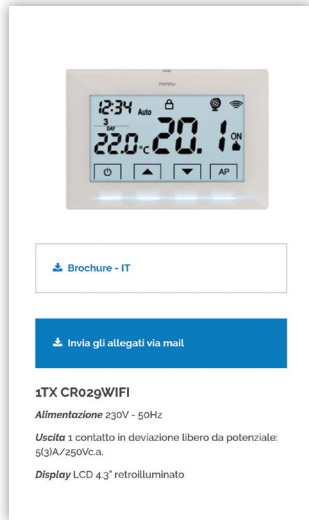 PERRY
12:34 Auto
3
DAY
22.0°C 20.1 ON
AP
Brochure - IT
Invia gli allegati via mail
1TX CR029WIFI
Alimentazione 230V - 50Hz
Uscita 1 contatto in deviazione libero da potenziale:
5(3)A/250Vc.a.
Display LCD 4.3" retroilluminato